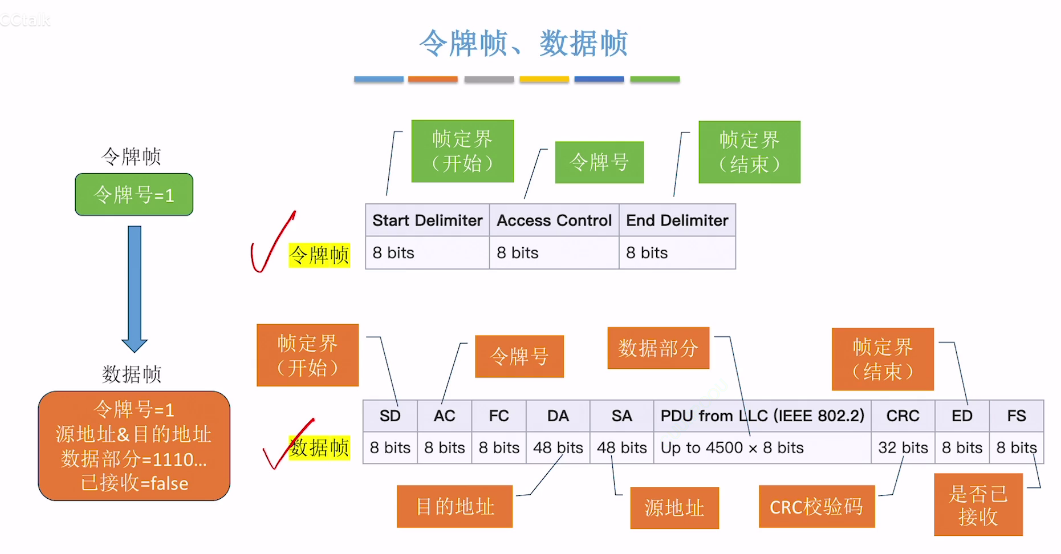 CCtalk
令牌帧、数据帧
令牌帧
令牌号=1
数据帧
令牌号=1
源地址&目的地址
数据部分=1110...
已接收=false
帧定界
（开始）
令牌号
帧定界
（结束）
Start Delimiter Access Control End Delimiter
令牌帧 8 bits 8 bits 8 bits
帧定界
（开始）
令牌号
数据部分
帧定界
（结束）
SD AC FC DA SA PDU from LLC (IEEE 802.2) CRC ED FS
数据帧 8 bits 8 bits 8 bits 48 bits 48 bits Up to 4500 × 8 bits 32 bits 8 bits 8 bits
目的地址
源地址
CRC校验码
是否已
接收